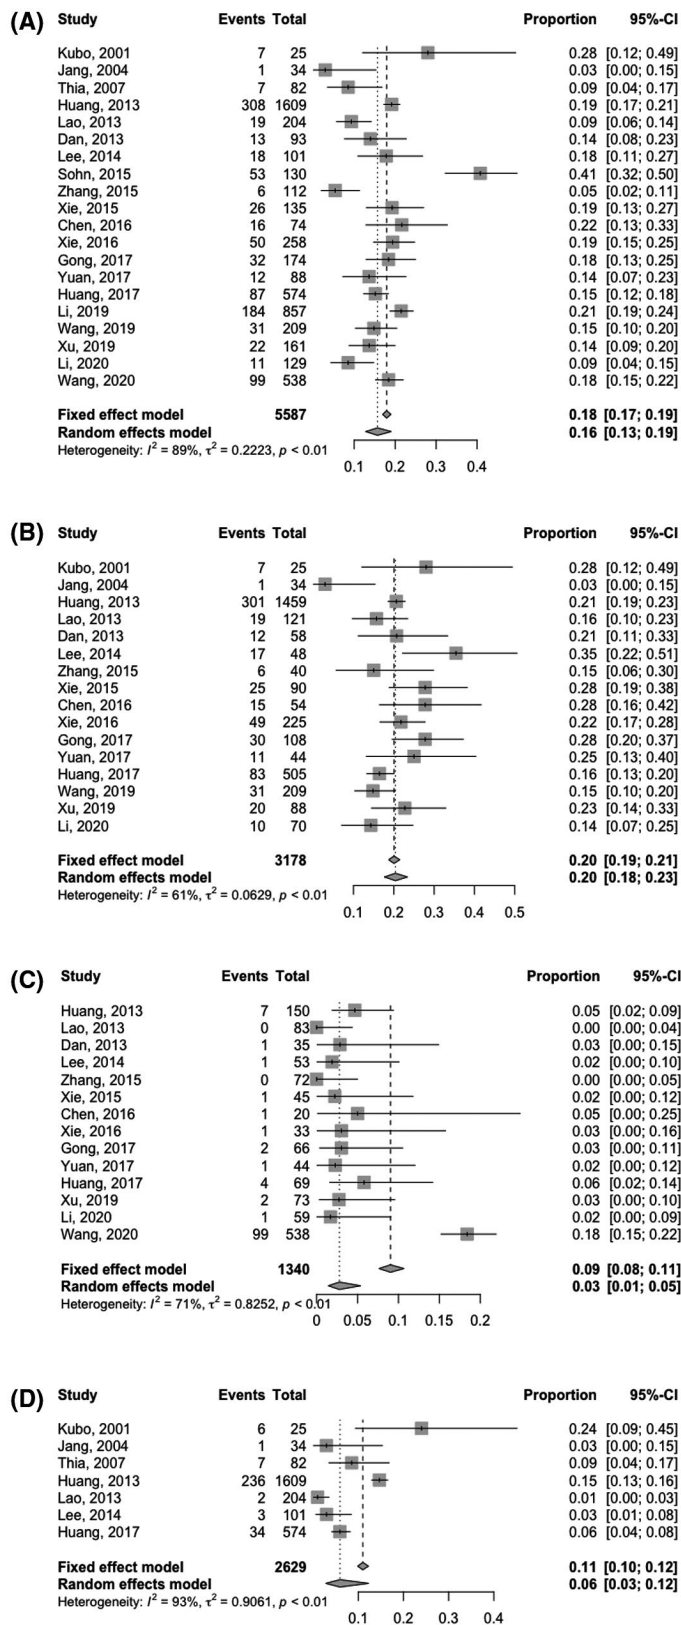 (A) Study Events Total Proportion 95%-CI
Kubo, 2001 7 25 0.28 [0.12; 0.49]
Jang, 2004 1 34 0.03 [0.00; 0.15]
Thia, 2007 7 82 0.09 [0.04; 0.17]
Huang, 2013 308 1609 0.19 [0.17; 0.21]
Lao, 2013 19 204 0.09 [0.06; 0.14]
Dan, 2013 13 93 0.14 [0.08; 0.23]
Lee, 2014 18 101 0.18 [0.11; 0.27]
Sohn, 2015 53 130 0.41 [0.32; 0.50]
Zhang, 2015 6 112 0.05 [0.02; 0.11]
Xie, 2015 26 135 0.19 [0.13; 0.27]
Chen, 2016 16 74 0.22 [0.13; 0.33]
Xie, 2016 50 258 0.19 [0.15; 0.25]
Gong, 2017 32 174 0.18 [0.13; 0.25]
Yuan, 2017 12 88 0.14 [0.07; 0.23]
Huang, 2017 87 574 0.15 [0.12; 0.18]
Li, 2019 184 857 0.21 [0.19; 0.24]
Wang, 2019 31 209 0.15 [0.10; 0.20]
Xu, 2019 22 161 0.14 [0.09; 0.20]
Li, 2020 11 129 0.09 [0.04; 0.15]
Wang, 2020 99 538 0.18 [0.15; 0.22]
Fixed effect model 5587 0.18 [0.17; 0.19]
Random effects model 0.16 [0.13; 0.19]
Heterogeneity: I² = 89%, τ² = 0.2223, p < 0.01
0.1 0.2 0.3 0.4
(B) Study Events Total Proportion 95%-CI
Kubo, 2001 7 25 0.28 [0.12; 0.49]
Jang, 2004 1 34 0.03 [0.00; 0.15]
Huang, 2013 301 1459 0.21 [0.19; 0.23]
Lao, 2013 19 121 0.16 [0.10; 0.23]
Dan, 2013 12 58 0.21 [0.11; 0.33]
Lee, 2014 17 48 0.35 [0.22; 0.51]
Zhang, 2015 6 40 0.15 [0.06; 0.30]
Xie, 2015 25 90 0.28 [0.19; 0.38]
Chen, 2016 15 54 0.28 [0.16; 0.42]
Xie, 2016 49 225 0.22 [0.17; 0.28]
Gong, 2017 30 108 0.28 [0.20; 0.37]
Yuan, 2017 11 44 0.25 [0.13; 0.40]
Huang, 2017 83 505 0.16 [0.13; 0.20]
Wang, 2019 31 209 0.15 [0.10; 0.20]
Xu, 2019 20 88 0.23 [0.14; 0.33]
Li, 2020 10 70 0.14 [0.07; 0.25]
Fixed effect model 3178 0.20 [0.19; 0.21]
Random effects model 0.20 [0.18; 0.23]
Heterogeneity: I² = 61%, τ² = 0.0629, p < 0.01
0.1 0.2 0.3 0.4 0.5
(C) Study Events Total Proportion 95%-CI
Huang, 2013 7 150 0.05 [0.02; 0.09]
Lao, 2013 0 83 0.00 [0.00; 0.04]
Dan, 2013 1 35 0.03 [0.00; 0.15]
Lee, 2014 1 53 0.02 [0.00; 0.10]
Zhang, 2015 0 72 0.00 [0.00; 0.05]
Xie, 2015 1 45 0.02 [0.00; 0.12]
Chen, 2016 1 20 0.05 [0.00; 0.25]
Xie, 2016 1 33 0.03 [0.00; 0.16]
Gong, 2017 2 66 0.03 [0.00; 0.11]
Yuan, 2017 1 44 0.02 [0.00; 0.12]
Huang, 2017 4 69 0.06 [0.02; 0.14]
Xu, 2019 2 73 0.03 [0.00; 0.10]
Li, 2020 1 59 0.02 [0.00; 0.09]
Wang, 2020 99 538 0.18 [0.15; 0.22]
Fixed effect model 1340 0.09 [0.08; 0.11]
Random effects model 0.03 [0.01; 0.05]
Heterogeneity: I² = 71%, τ² = 0.8252, p < 0.01
0 0.05 0.1 0.15 0.2
(D) Study Events Total Proportion 95%-CI
Kubo, 2001 6 25 0.24 [0.09; 0.45]
Jang, 2004 1 34 0.03 [0.00; 0.15]
Thia, 2007 7 82 0.09 [0.04; 0.17]
Huang, 2013 236 1609 0.15 [0.13; 0.16]
Lao, 2013 2 204 0.01 [0.00; 0.03]
Lee, 2014 3 101 0.03 [0.01; 0.08]
Huang, 2017 34 574 0.06 [0.04; 0.08]
Fixed effect model 2629 0.11 [0.10; 0.12]
Random effects model 0.06 [0.03; 0.12]
Heterogeneity: I² = 93%, τ² = 0.9061, p < 0.01
0.1 0.2 0.3 0.4